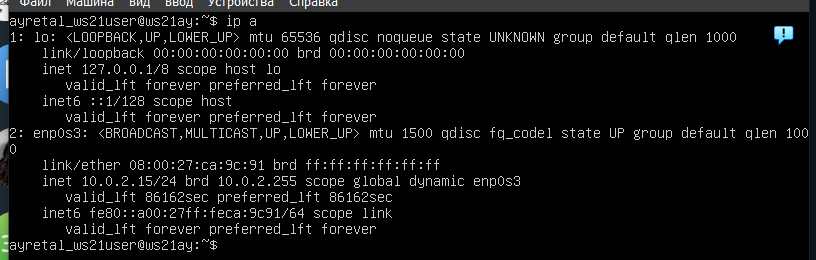 Файл Машина Вид Ввод Устройства Справка
ayretal_ws21user@ws21ay:~$ ip a
1: lo: <LOOPBACK,UP,LOWER_UP> mtu 65536 qdisc noqueue state UNKNOWN group default qlen 1000
    link/loopback 00:00:00:00:00:00 brd 00:00:00:00:00:00
    inet 127.0.0.1/8 scope host lo
       valid_lft forever preferred_lft forever
    inet6 ::1/128 scope host
       valid_lft forever preferred_lft forever
2: enp0s3: <BROADCAST,MULTICAST,UP,LOWER_UP> mtu 1500 qdisc fq_codel state UP group default qlen 100
0
    link/ether 08:00:27:ca:9c:91 brd ff:ff:ff:ff:ff:ff
    inet 10.0.2.15/24 brd 10.0.2.255 scope global dynamic enp0s3
       valid_lft 86162sec preferred_lft 86162sec
    inet6 fe80::a00:27ff:feca:9c91/64 scope link
       valid_lft forever preferred_lft forever
ayretal_ws21user@ws21ay:~$